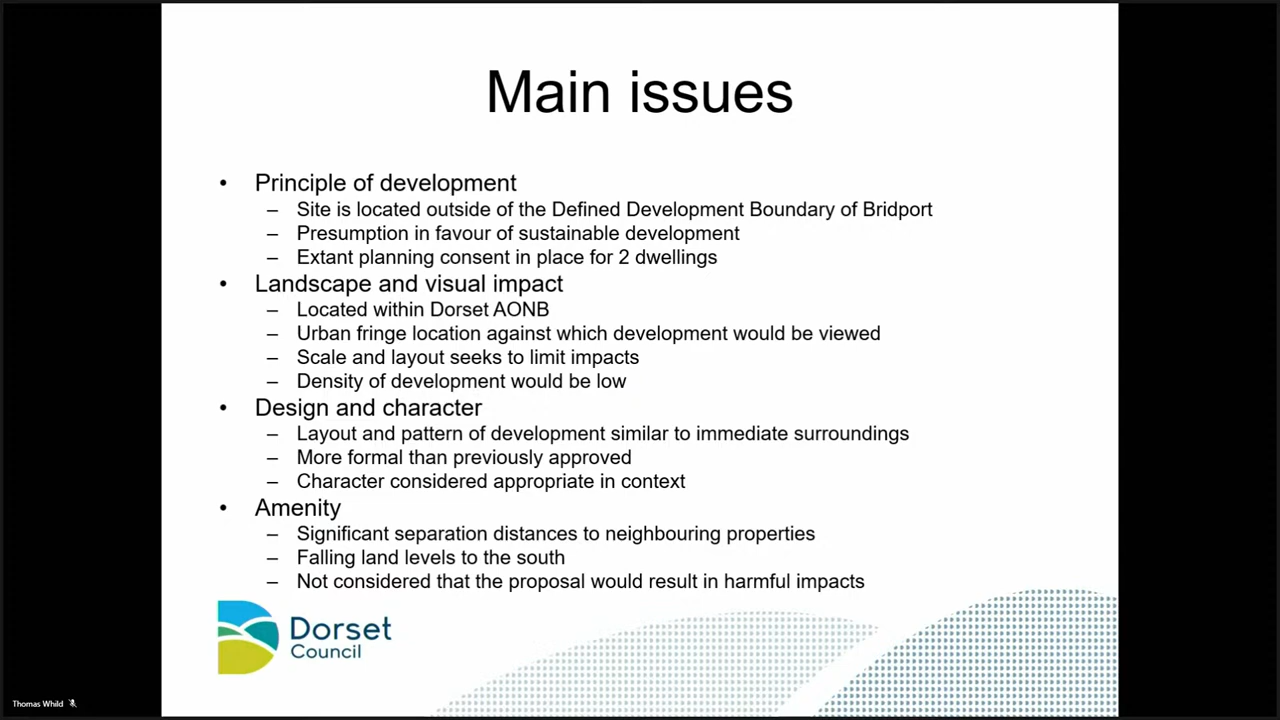 Main issues
• Principle of development
– Site is located outside of the Defined Development Boundary of Bridport
– Presumption in favour of sustainable development
– Extant planning consent in place for 2 dwellings
• Landscape and visual impact
– Located within Dorset AONB
– Urban fringe location against which development would be viewed
– Scale and layout seeks to limit impacts
– Density of development would be low
• Design and character
– Layout and pattern of development similar to immediate surroundings
– More formal than previously approved
– Character considered appropriate in context
• Amenity
– Significant separation distances to neighbouring properties
– Falling land levels to the south
– Not considered that the proposal would result in harmful impacts
Dorset
Council
Thomas Whild